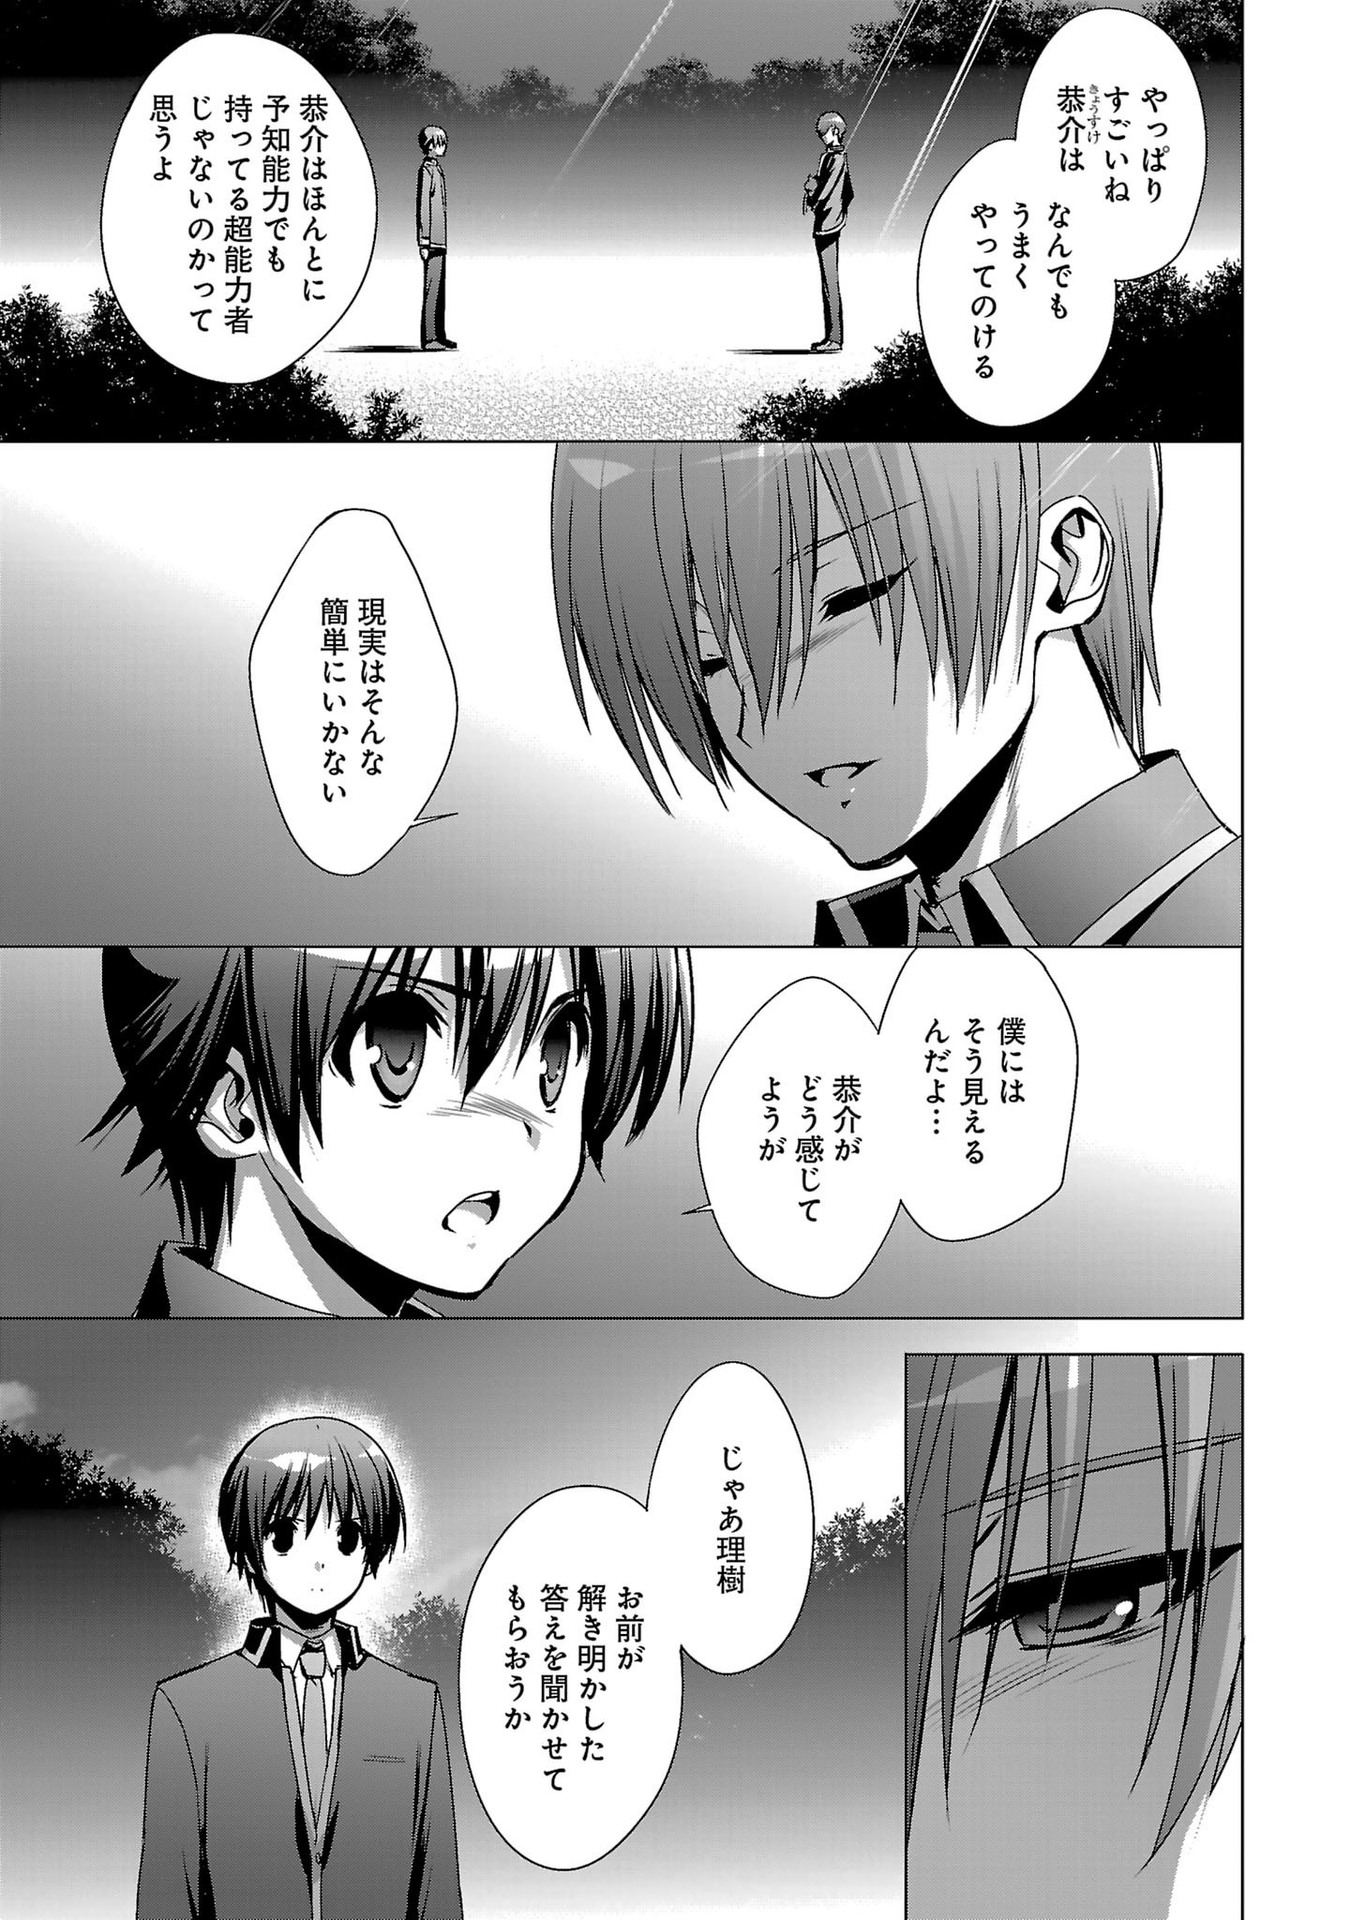 やっぱり
すごいね
恭介は
きょうすけ
なんでも
うまく
やってのける
恭介はほんとに
予知能力でも
持ってる超能力者
じゃないのかって
思うよ
現実はそんな
簡単にいかない
僕には
そう見える
んだよ…
恭介が
どう感じて
ようが
じゃあ理樹
お前が
解き明かした
答えを聞かせて
もらおうか